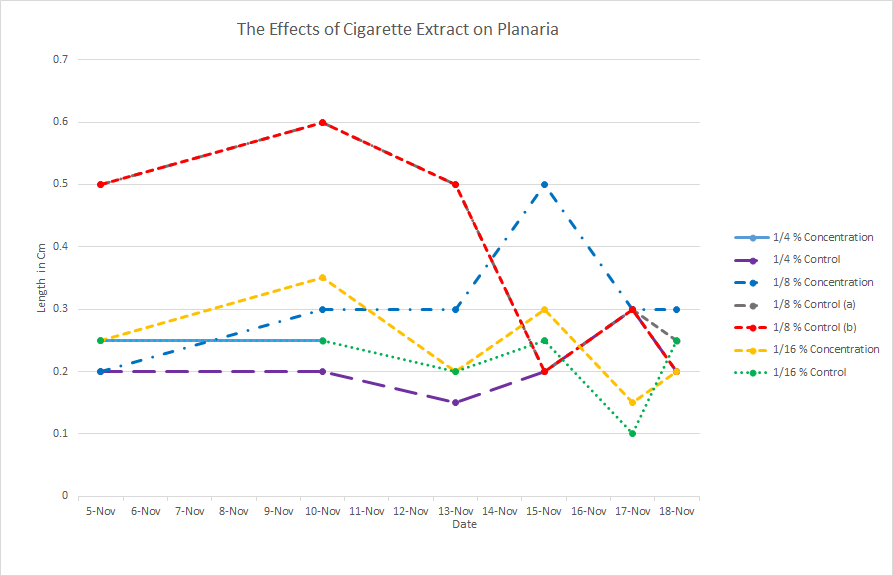 The Effects of Cigarette Extract on Planaria
0.7
0.6
0.5
0.4
0.3
0.2
0.1
0
Length in Cm
5-Nov 6-Nov 7-Nov 8-Nov 9-Nov 10-Nov 11-Nov 12-Nov 13-Nov 14-Nov 15-Nov 16-Nov 17-Nov 18-Nov
Date
1/4 % Concentration
1/4 % Control
1/8 % Concentration
1/8 % Control (a)
1/8 % Control (b)
1/16 % Concentration
1/16 % Control